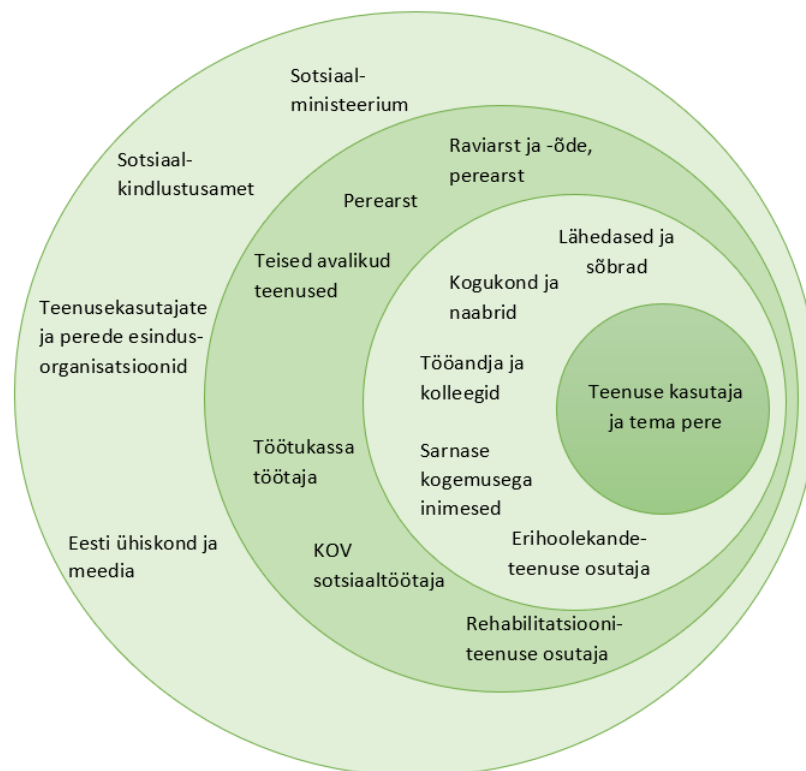 Sotsiaal-
ministeerium
Sotsiaal-
kindlustusamet
Teenusekasutajate
ja perede esindus-
organisatsioonid
Eesti ühiskond ja
meedia
Raviarst ja -õde,
perearst
Perearst
Teised avalikud
teenused
Töötukassa
töötaja
KOV
sotsiaaltöötaja
Rehabilitatsiooni-
teenuse osutaja
Lähedased ja
sõbrad
Kogukond ja
naabrid
Tööandja ja
kolleegid
Sarnase
kogemusega
inimesed
Erihoolekande-
teenuse osutaja
Teenuse kasutaja
ja tema pere